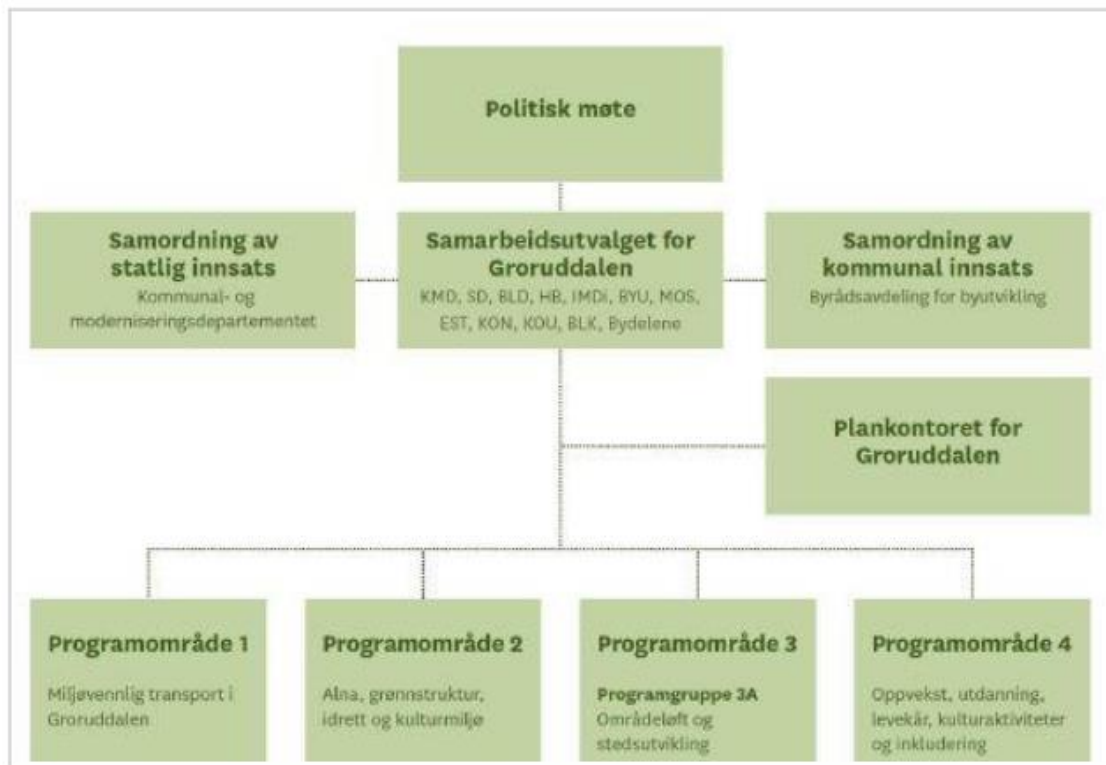 Politisk møte
Samordning av
statlig innsats
Kommunal- og
moderniseringsdepartementet
Samarbeidsutvalget for
Groruddalen
KMD, SD, BLD, HB, IMDi, BYU, MOS,
EST, KON, KOU, BLK, Bydelene
Samordning av
kommunal innsats
Byrådsavdeling for byutvikling
Plankontoret for
Groruddalen
Programområde 1
Miljøvennlig transport i
Groruddalen
Programområde 2
Alna, grønnstruktur,
idrett og kulturmiljø
Programområde 3
Programgruppe 3A
Områdeløft og
stedsutvikling
Programområde 4
Oppvekst, utdanning,
levekår, kulturaktiviteter
og inkludering